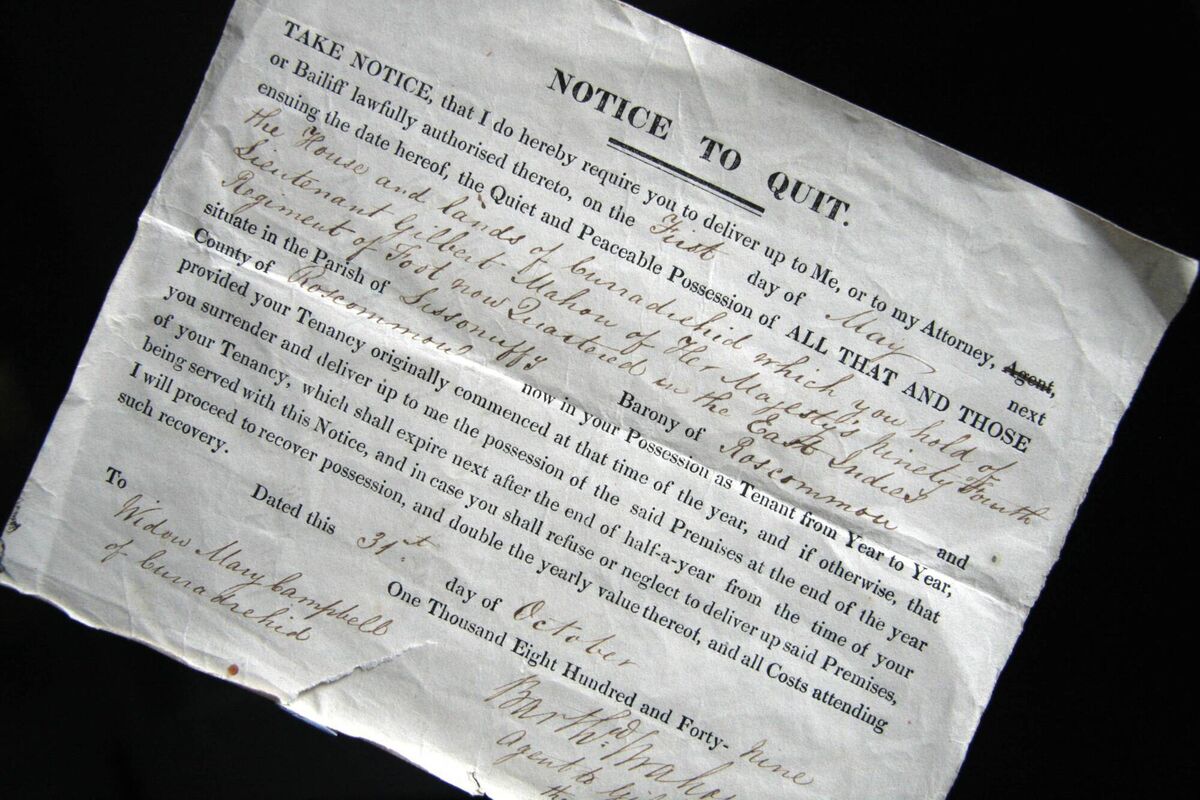 NOTICE TO QUIT.
TAKE NOTICE, that I do hereby require you to deliver up to Me, or to my Attorney, Agent,
or Bailiff lawfully authorised thereto, on the First day of May next
ensuing the date hereof, the Quiet and Peaceable Possession of ALL THAT AND THOSE
the House and lands of Curradrehid which you hold of
Lieutenant Gilbert Mahon of Her Majesty's Ninety Fourth
Regiment of Foot now Quartered in the East Indies
situate in the Parish of Lissonuffy Barony of Roscommon and
County of Roscommon now in your Possession as Tenant from Year to Year,
provided your Tenancy originally commenced at that time of the year, and if otherwise, that
you surrender and deliver up to me the possession of the said Premises at the end of the year
of your Tenancy, which shall expire next after the end of half-a-year from the time of your
being served with this Notice, and in case you shall refuse or neglect to deliver up said Premises,
I will proceed to recover possession, and double the yearly value thereof, and all Costs attending
such recovery.
Dated this 31st day of October
One Thousand Eight Hundred and Forty- Nine
To
Widow Mary Campbell
of Curradrehid
Barthw. Mahon
Agent to